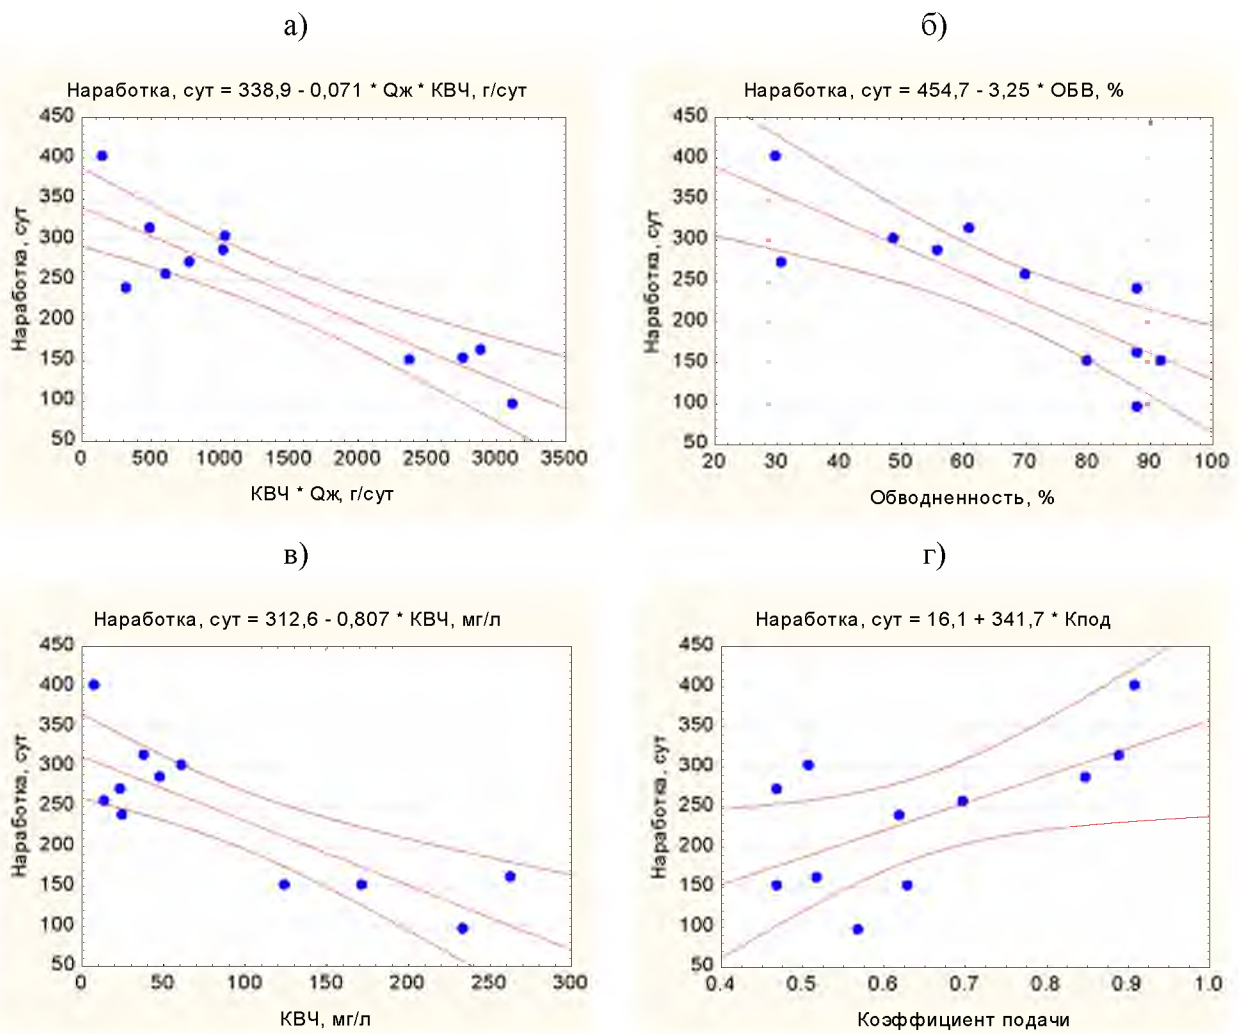 а)
Наработка, сут = 338,9 - 0,071 * Qж * КВЧ, г/сут
450
400
350
300
250
200
150
100
50
Наработка, сут
0 500 1000 1500 2000 2500 3000 3500
КВЧ * Qж, г/сут
б)
Наработка, сут = 454,7 - 3,25 * ОБВ, %
450
400
350
300
250
200
150
100
50
Наработка, сут
20 30 40 50 60 70 80 90 100
Обводненность, %
в)
Наработка, сут = 312,6 - 0,807 * КВЧ, мг/л
450
400
350
300
250
200
150
100
50
Наработка, сут
0 50 100 150 200 250 300
КВЧ, мг/л
г)
Наработка, сут = 16,1 + 341,7 * Кпод
450
400
350
300
250
200
150
100
50
Наработка, сут
0.4 0.5 0.6 0.7 0.8 0.9 1.0
Коэффициент подачи